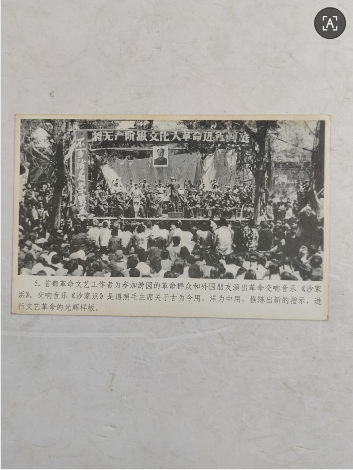 将无产阶级文化大革命进行到底
5. 首都革命文艺工作者为参加游园的革命群众和外国朋友演出革命交响音乐《沙家
浜》。交响音乐《沙家浜》是遵照毛主席关于古为今用，洋为中用，推陈出新的指示，进
行文艺革命的光辉样板。